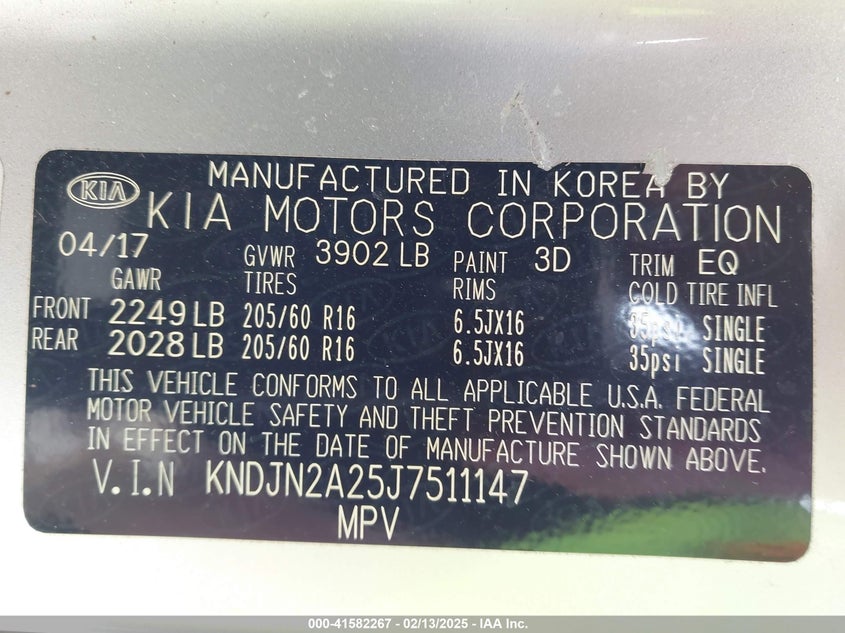 KIA MANUFACTURED IN KOREA BY
KIA MOTORS CORPORATION
04/17 GVWR 3902 LB PAINT 3D TRIM EQ
GAWR TIRES RIMS COLD TIRE INFL
FRONT 2249 LB 205/60 R16 6.5JX16 35psi SINGLE
REAR 2028 LB 205/60 R16 6.5JX16 35psi SINGLE
THIS VEHICLE CONFORMS TO ALL APPLICABLE U.S.A. FEDERAL
MOTOR VEHICLE SAFETY AND THEFT PREVENTION STANDARDS
IN EFFECT ON THE DATE OF MANUFACTURE SHOWN ABOVE.
V.I.N KNDJN2A25J7511147
MPV
000-41582267 - 02/13/2025 - IAA Inc.